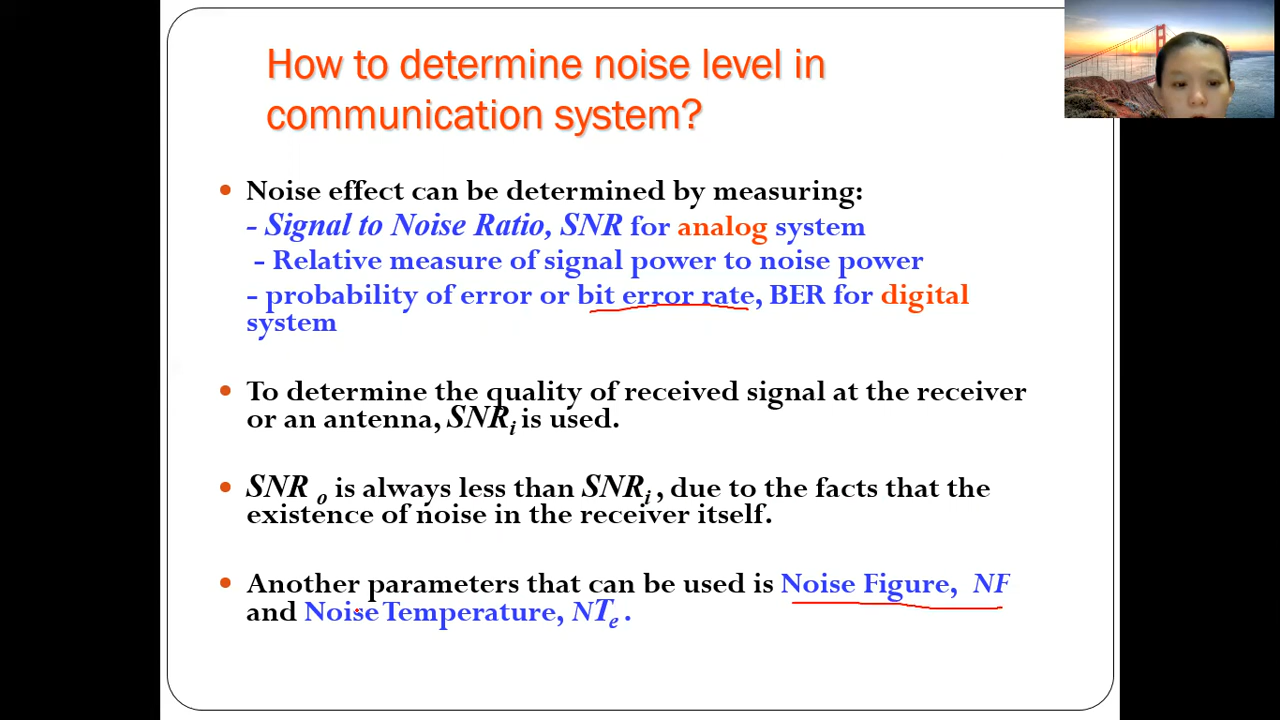 How to determine noise level in
communication system?
• Noise effect can be determined by measuring:
- Signal to Noise Ratio, SNR for analog system
- Relative measure of signal power to noise power
- probability of error or bit error rate, BER for digital
system
• To determine the quality of received signal at the receiver
or an antenna, SNRi is used.
• SNR o is always less than SNRi , due to the facts that the
existence of noise in the receiver itself.
• Another parameters that can be used is Noise Figure, NF
and Noise Temperature, NTe .